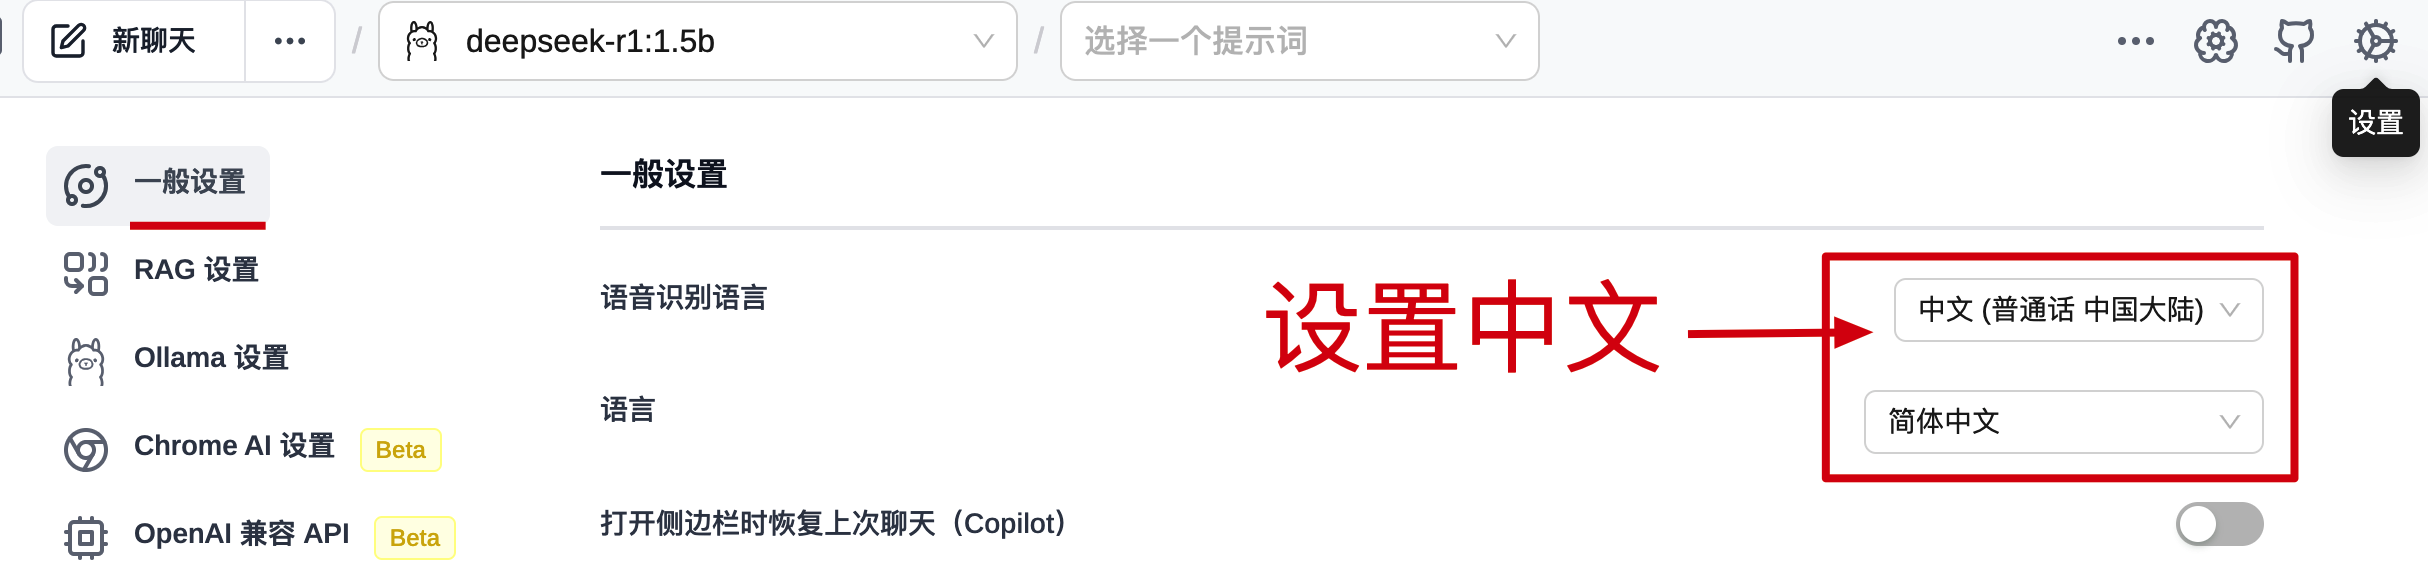 新聊天 / deepseek-r1:1.5b / 选择一个提示词
设置
一般设置
RAG 设置
Ollama 设置
Chrome AI 设置 Beta
OpenAI 兼容 API Beta
一般设置
语音识别语言
设置中文
中文 (普通话 中国大陆)
语言
简体中文
打开侧边栏时恢复上次聊天（Copilot）